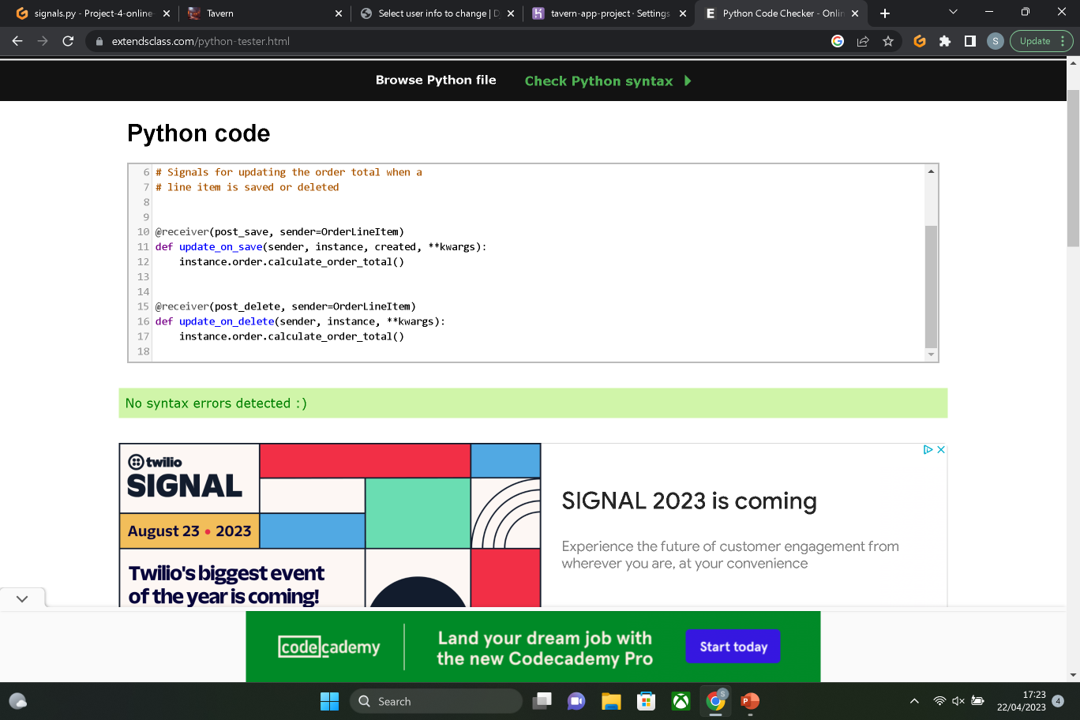 signals.py - Project-4-online
Tavern
Select user info to change | D
tavern-app-project · Settings
Python Code Checker - Onlin
extendsclass.com/python-tester.html
S
Update
Browse Python file
Check Python syntax
Python code
6 # Signals for updating the order total when a
7 # line item is saved or deleted
8
9
10 @receiver(post_save, sender=OrderLineItem)
11 def update_on_save(sender, instance, created, **kwargs):
12 instance.order.calculate_order_total()
13
14
15 @receiver(post_delete, sender=OrderLineItem)
16 def update_on_delete(sender, instance, **kwargs):
17 instance.order.calculate_order_total()
18
No syntax errors detected :)
twilio
SIGNAL
August 23 • 2023
Twilio's biggest event
of the year is coming!
SIGNAL 2023 is coming
Experience the future of customer engagement from
wherever you are, at your convenience
codecademy
Land your dream job with
the new Codecademy Pro
Start today
Search
17:23
22/04/2023
4